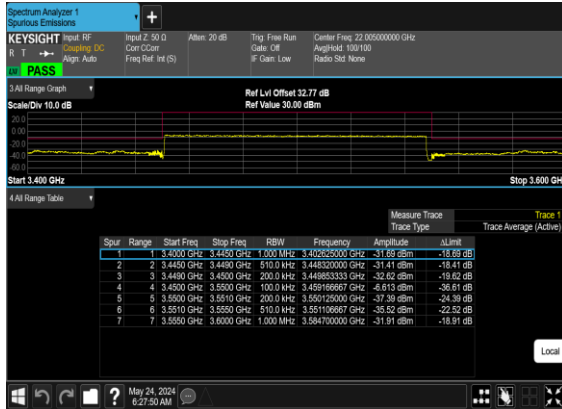 Spectrum Analyzer 1
Spurious Emissions
KEYSIGHT Input: RF Input Z: 50 Ω Atten: 20 dB Trig: Free Run Center Freq: 22.005000000 GHz
R T Coupling: DC Corr CCorr Gate: Off Avg|Hold: 100/100
Align: Auto Freq Ref: Int (S) IF Gain: Low Radio Std: None
PASS
3 All Range Graph
Ref Lvl Offset 32.77 dB
Scale/Div 10.0 dB Ref Value 30.00 dBm
20.0
0.00
-20.0
-40.0
-60.0
Start 3.400 GHz Stop 3.600 GH
4 All Range Table
Measure Trace Trace 1
Trace Type Trace Average (Active)
Spur Range Start Freq Stop Freq RBW Frequency Amplitude ΔLimit
1 1 3.4000 GHz 3.4450 GHz 1.000 MHz 3.402625000 GHz -31.69 dBm -18.69 dB
2 2 3.4450 GHz 3.4490 GHz 510.0 kHz 3.448320000 GHz -31.41 dBm -18.41 dB
3 3 3.4490 GHz 3.4500 GHz 200.0 kHz 3.449853333 GHz -32.62 dBm -19.62 dB
4 4 3.4500 GHz 3.5500 GHz 100.0 kHz 3.459166667 GHz -6.613 dBm -36.61 dB
5 5 3.5500 GHz 3.5510 GHz 200.0 kHz 3.550125000 GHz -37.39 dBm -24.39 dB
6 6 3.5510 GHz 3.5550 GHz 510.0 kHz 3.551106667 GHz -35.52 dBm -22.52 dB
7 7 3.5550 GHz 3.6000 GHz 1.000 MHz 3.584700000 GHz -31.91 dBm -18.91 dB
Local
May 24, 2024
6:27:50 AM